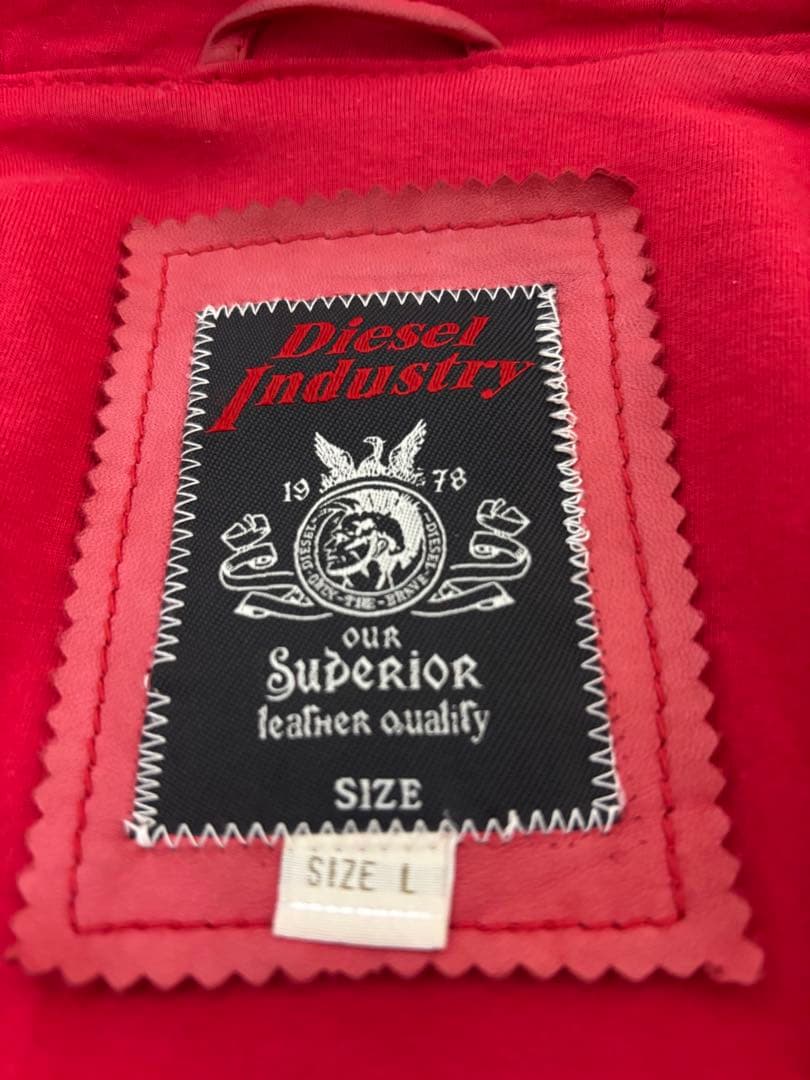 Diesel
Industry
19 78
DIESEL · ONLY · THE · BRAVE · DIESEL
OUR
Superior
leather quality
SIZE
SIZE L